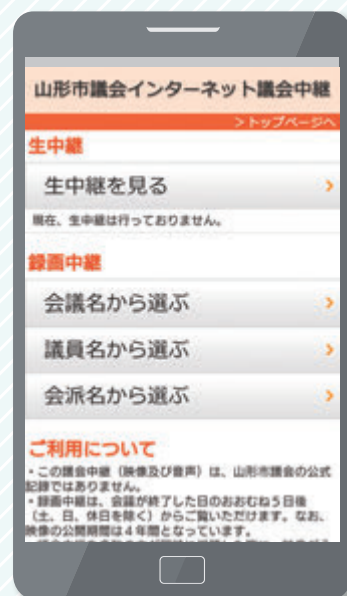 山形市議会インターネット議会中継
＞トップページへ
生中継
生中継を見る
現在、生中継は行っておりません。
録画中継
会議名から選ぶ
議員名から選ぶ
会派名から選ぶ
ご利用について
・この議会中継（映像及び音声）は、山形市議会の公式
記録ではありません。
・録画中継は、会議が終了した日のおおむね５日後
（土、日、休日を除く）からご覧いただけます。なお、
映像の公開期間は４年間となっています。